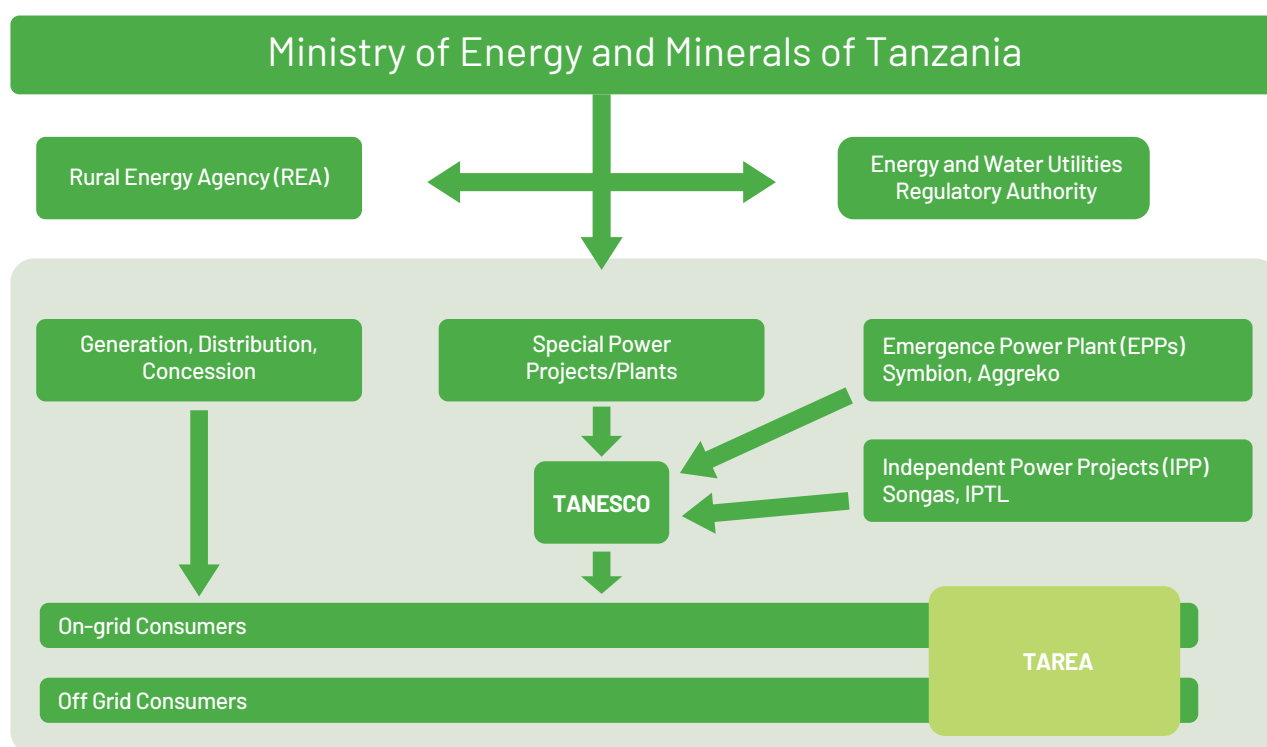 Ministry of Energy and Minerals of Tanzania
Rural Energy Agency (REA)
Energy and Water Utilities
Regulatory Authority
Generation, Distribution,
Concession
Special Power
Projects/Plants
Emergence Power Plant (EPPs)
Symbion, Aggreko
TANESCO
Independent Power Projects (IPP)
Songas, IPTL
On-grid Consumers
TAREA
Off Grid Consumers